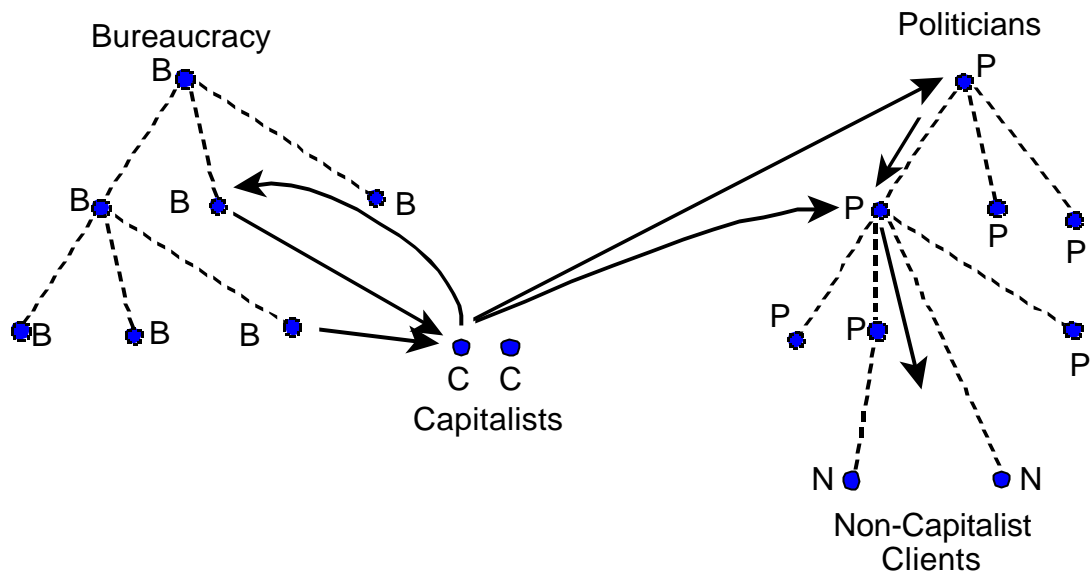 Bureaucracy
Politicians
B
P
B
B
B
P
P
P
B
B
B
P
P
P
C
C
Capitalists
N
N
Non-Capitalist
Clients